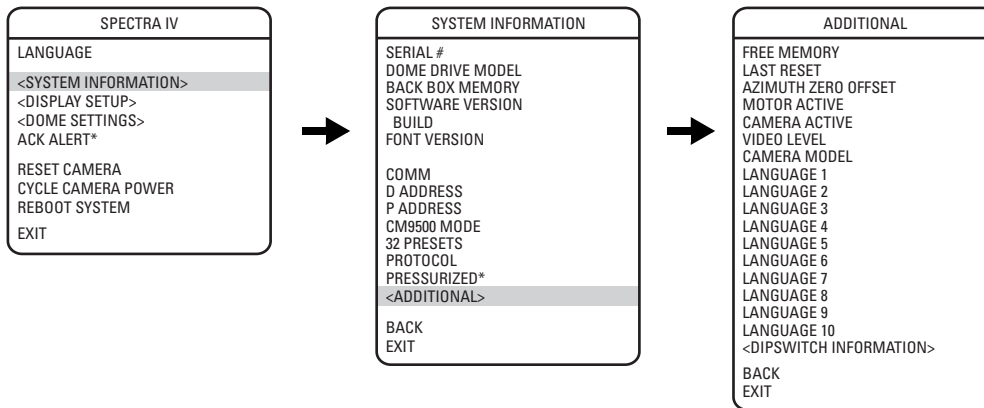 SPECTRA IV
LANGUAGE
<SYSTEM INFORMATION>
<DISPLAY SETUP>
<DOME SETTINGS>
ACK ALERT*
RESET CAMERA
CYCLE CAMERA POWER
REBOOT SYSTEM
EXIT
SYSTEM INFORMATION
SERIAL #
DOME DRIVE MODEL
BACK BOX MEMORY
SOFTWARE VERSION
BUILD
FONT VERSION
COMM
D ADDRESS
P ADDRESS
CM9500 MODE
32 PRESETS
PROTOCOL
PRESSURIZED*
<ADDITIONAL>
BACK
EXIT
ADDITIONAL
FREE MEMORY
LAST RESET
AZIMUTH ZERO OFFSET
MOTOR ACTIVE
CAMERA ACTIVE
VIDEO LEVEL
CAMERA MODEL
LANGUAGE 1
LANGUAGE 2
LANGUAGE 3
LANGUAGE 4
LANGUAGE 5
LANGUAGE 6
LANGUAGE 7
LANGUAGE 8
LANGUAGE 9
LANGUAGE 10
<DIPSWITCH INFORMATION>
BACK
EXIT